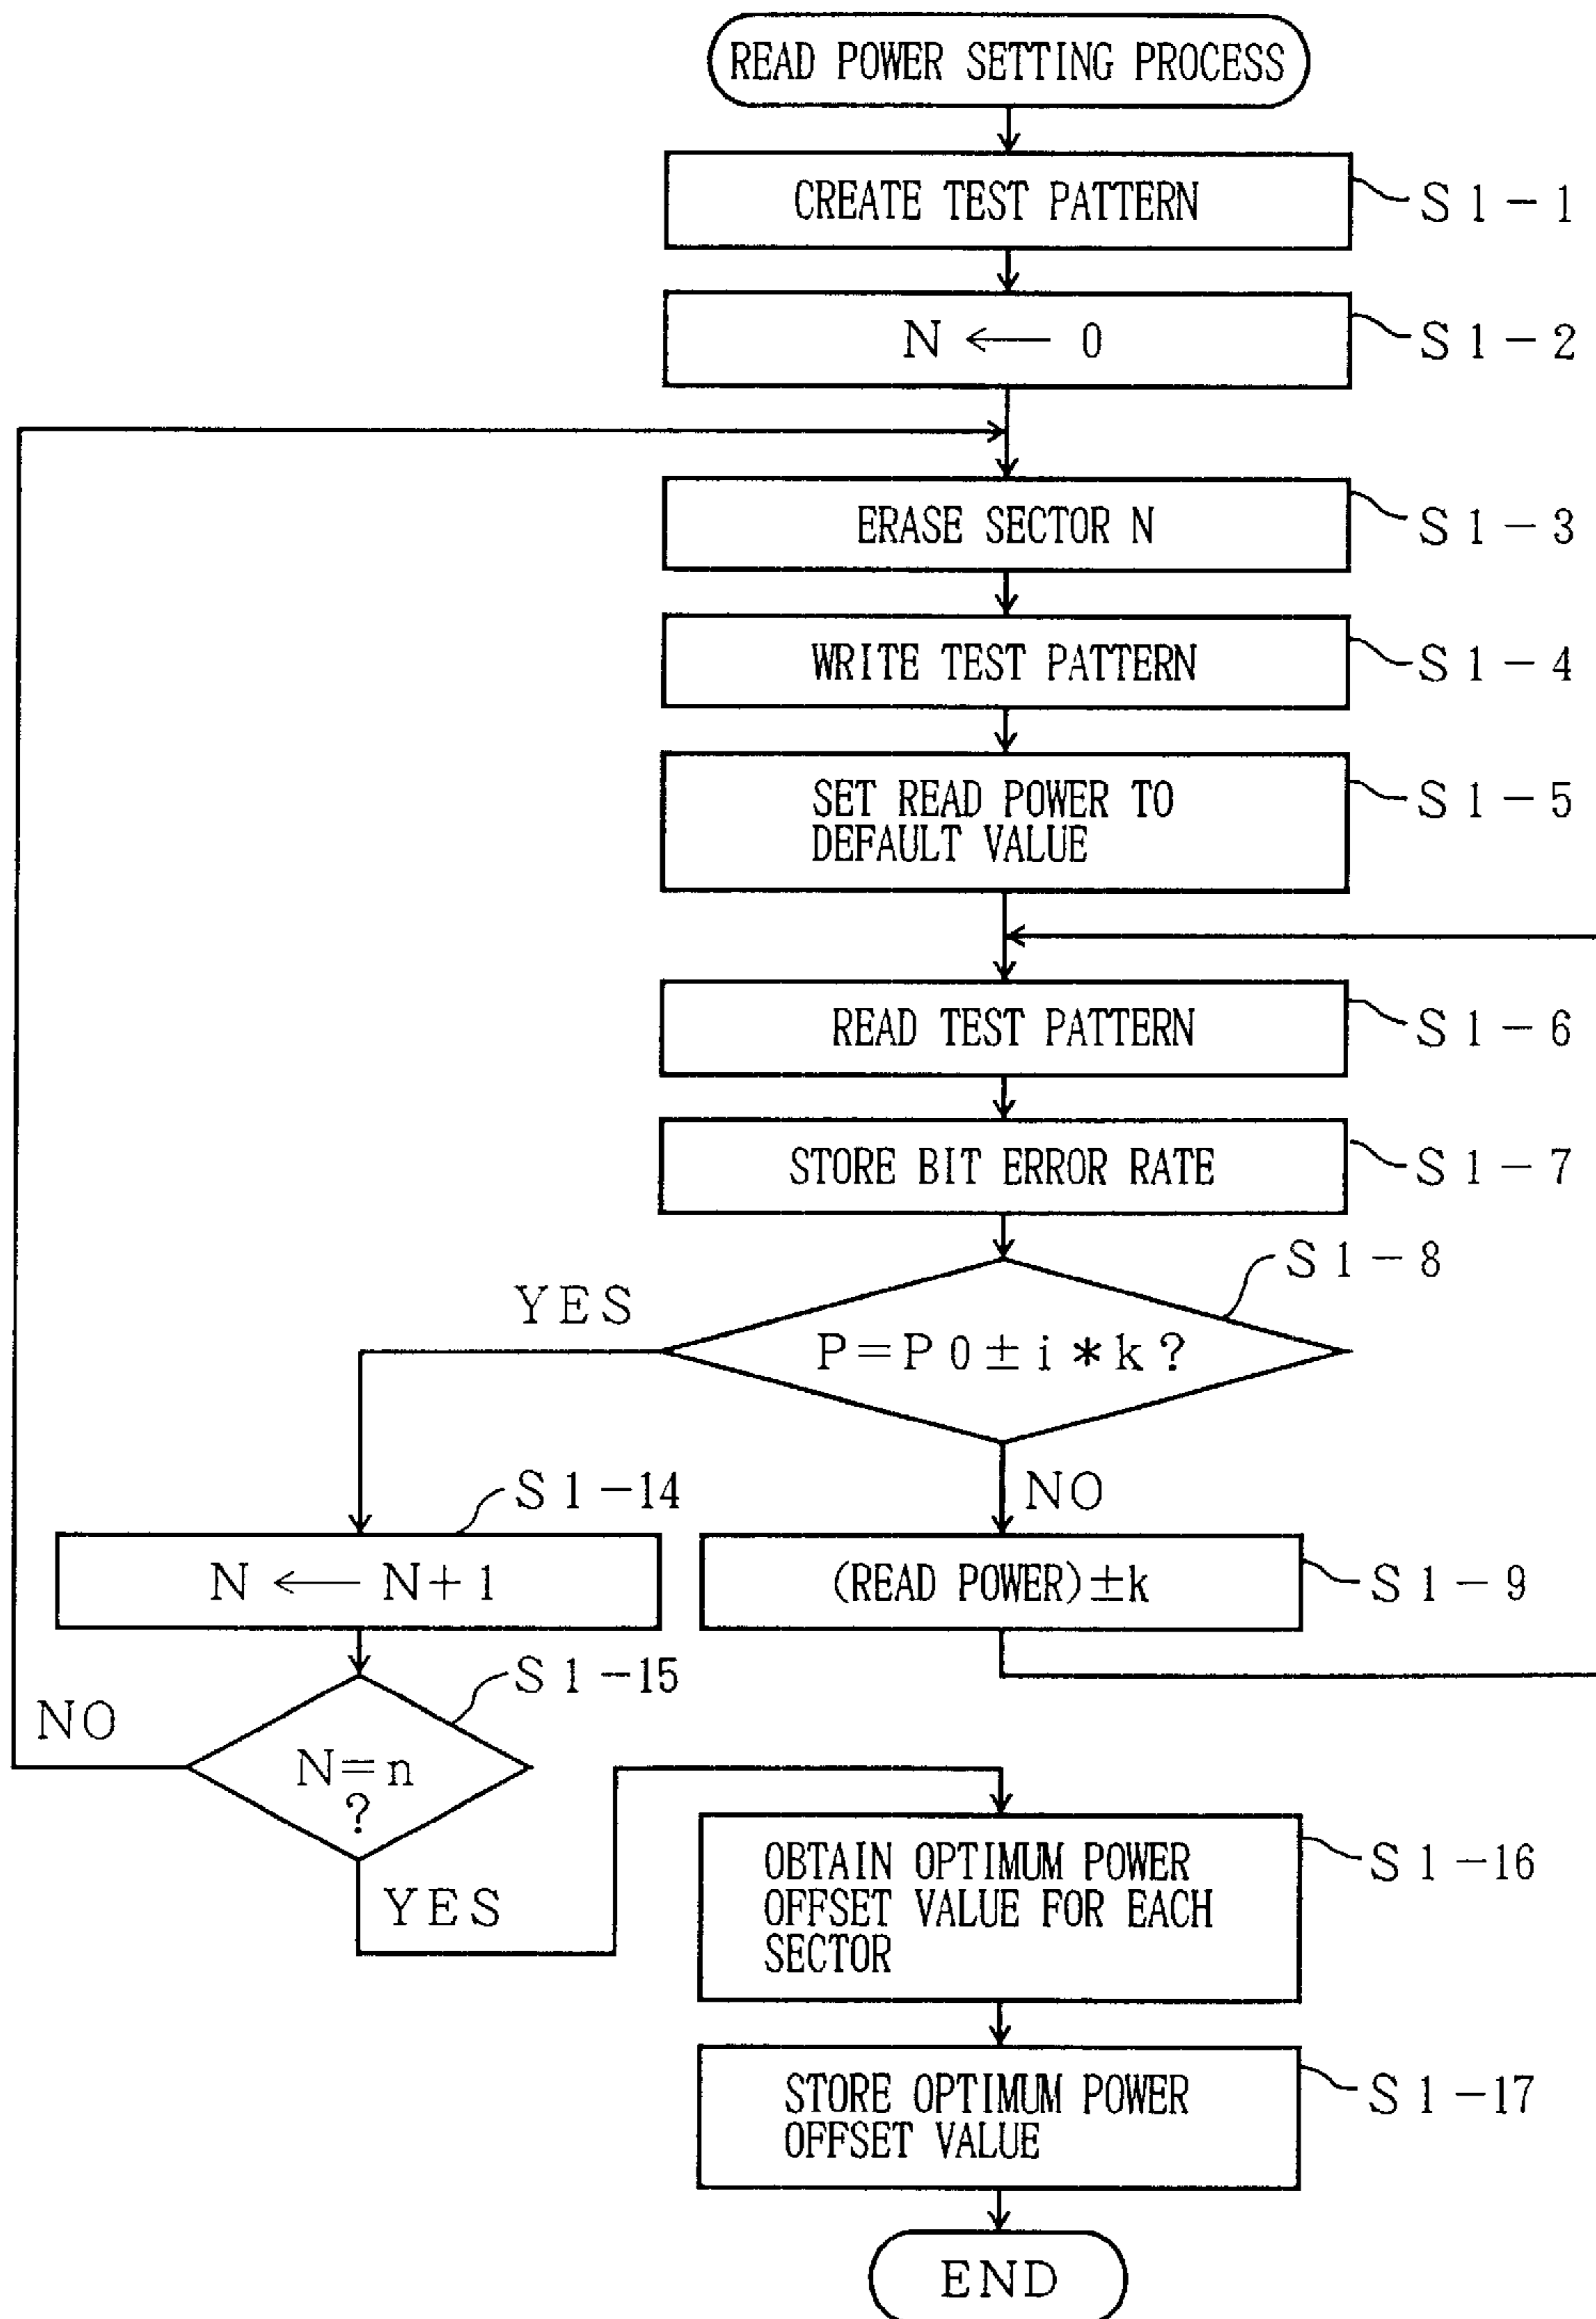 READ POWER SETTING PROCESS
CREATE TEST PATTERN
S1-1
N ← 0
S1-2
ERASE SECTOR N
S1-3
WRITE TEST PATTERN
S1-4
SET READ POWER TO
DEFAULT VALUE
S1-5
READ TEST PATTERN
S1-6
STORE BIT ERROR RATE
S1-7
S1-8
YES
P=P0±i*k?
NO
S1-14
N ← N+1
(READ POWER)±k
S1-9
S1-15
NO
N=n
?
YES
OBTAIN OPTIMUM POWER
OFFSET VALUE FOR EACH
SECTOR
S1-16
STORE OPTIMUM POWER
OFFSET VALUE
S1-17
END